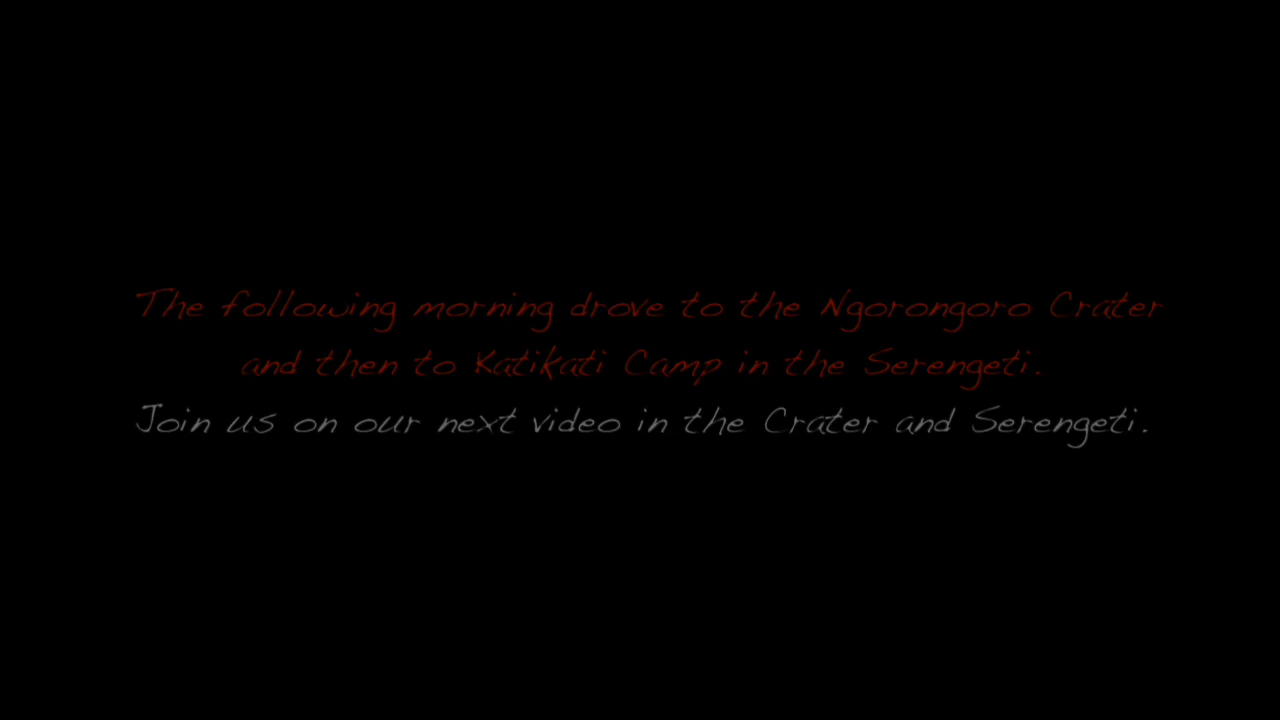 The following morning drove to the Ngorongoro Crater
and then to Katikati Camp in the Serengeti.
Join us on our next video in the Crater and Serengeti.